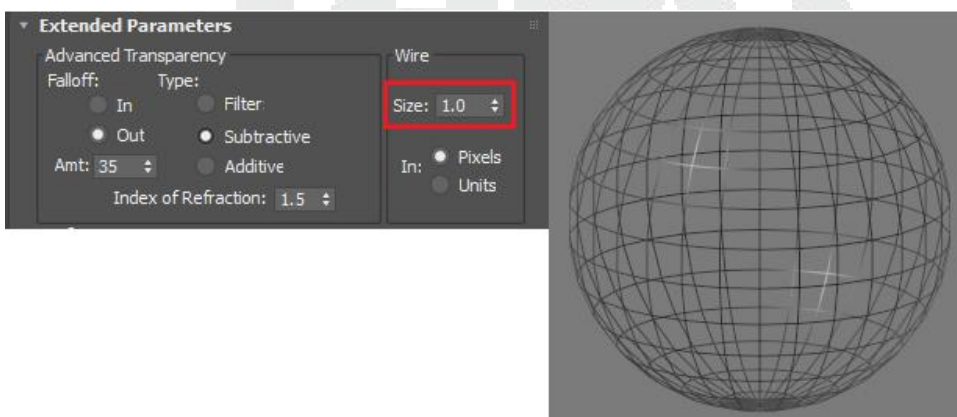 Extended Parameters
Advanced Transparency
Falloff: Type:
In Filter
Out Subtractive
Amt: 35 Additive
Index of Refraction: 1.5
Wire
Size: 1.0
In: Pixels
Units